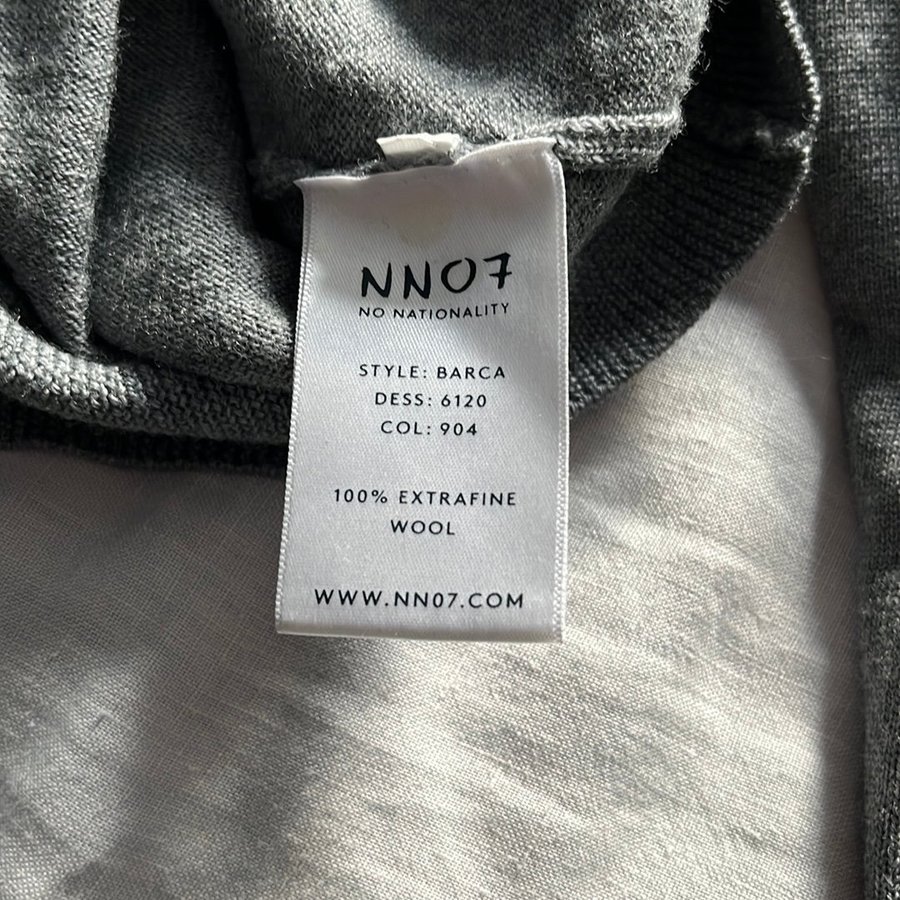 NN07
NO NATIONALITY
STYLE: BARCA
DESS: 6120
COL: 904
100% EXTRAFINE
WOOL
WWW.NN07.COM